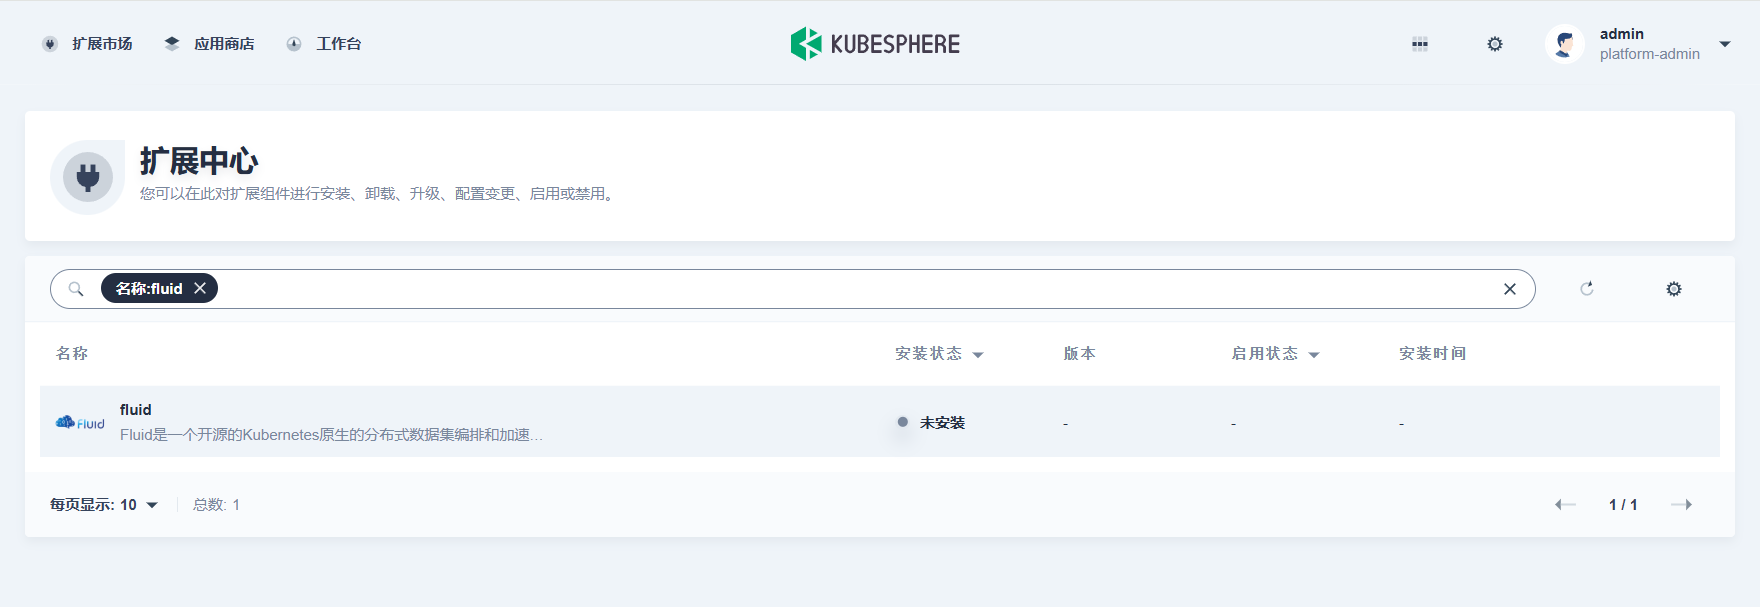 扩展市场 应用商店 工作台 KUBESPHERE admin
platform-admin
扩展中心
您可以在此对扩展组件进行安装、卸载、升级、配置变更、启用或禁用。
名称:fluid
名称 安装状态 版本 启用状态 安装时间
Fluid fluid
Fluid是一个开源的Kubernetes原生的分布式数据集编排和加速...
未安装 - - -
每页显示: 10 总数: 1 1 / 1